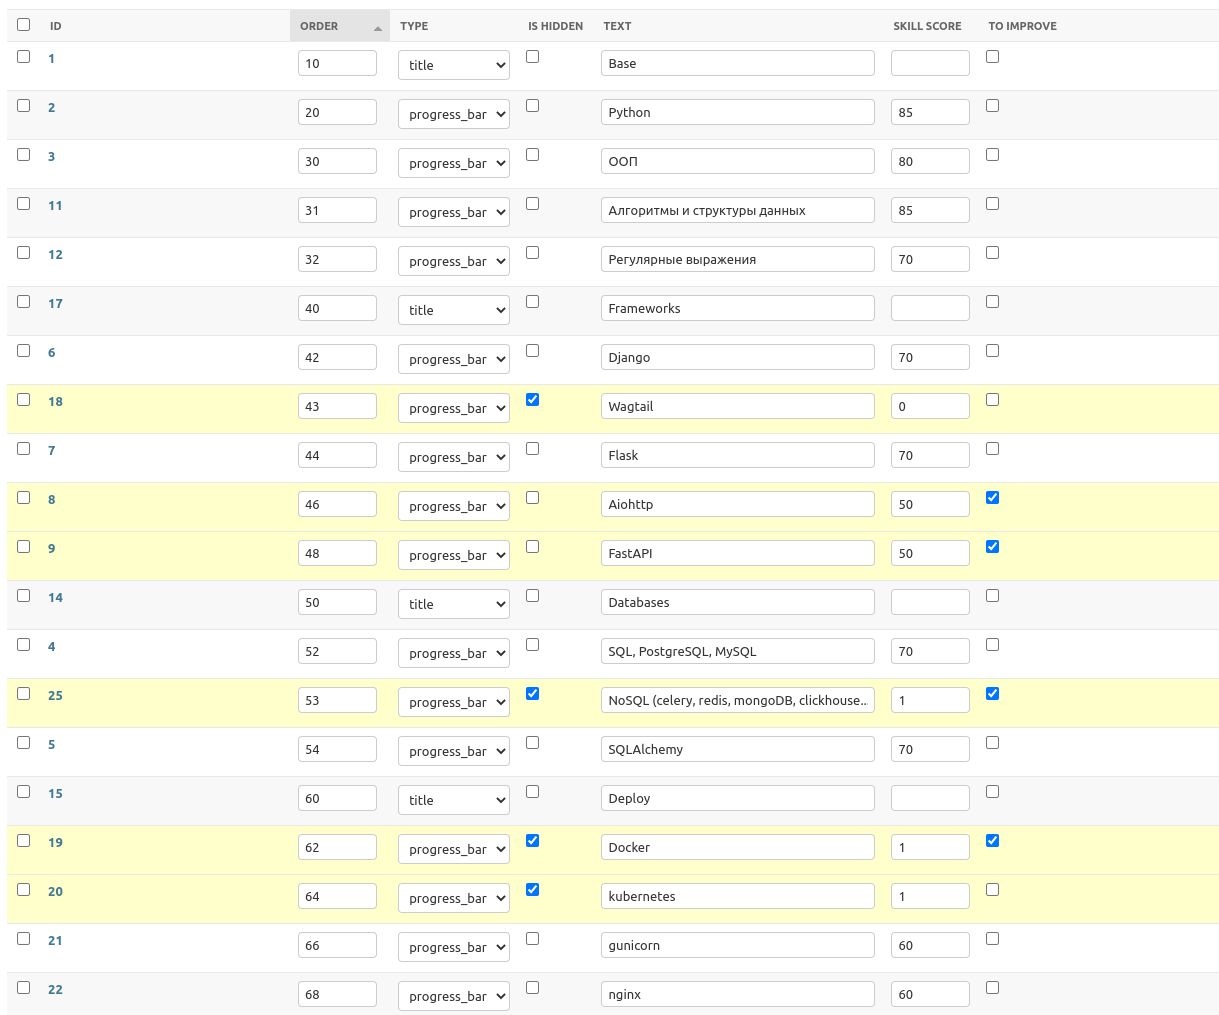 ID ORDER TYPE IS HIDDEN TEXT SKILL SCORE TO IMPROVE
1 10 title Base
2 20 progress_bar Python 85
3 30 progress_bar ООП 80
11 31 progress_bar Алгоритмы и структуры данных 85
12 32 progress_bar Регулярные выражения 70
17 40 title Frameworks
6 42 progress_bar Django 70
18 43 progress_bar Wagtail 0
7 44 progress_bar Flask 70
8 46 progress_bar Aiohttp 50
9 48 progress_bar FastAPI 50
14 50 title Databases
4 52 progress_bar SQL, PostgreSQL, MySQL 70
25 53 progress_bar NoSQL (celery, redis, mongoDB, clickhouse... 1
5 54 progress_bar SQLAlchemy 70
15 60 title Deploy
19 62 progress_bar Docker 1
20 64 progress_bar kubernetes 1
21 66 progress_bar gunicorn 60
22 68 progress_bar nginx 60